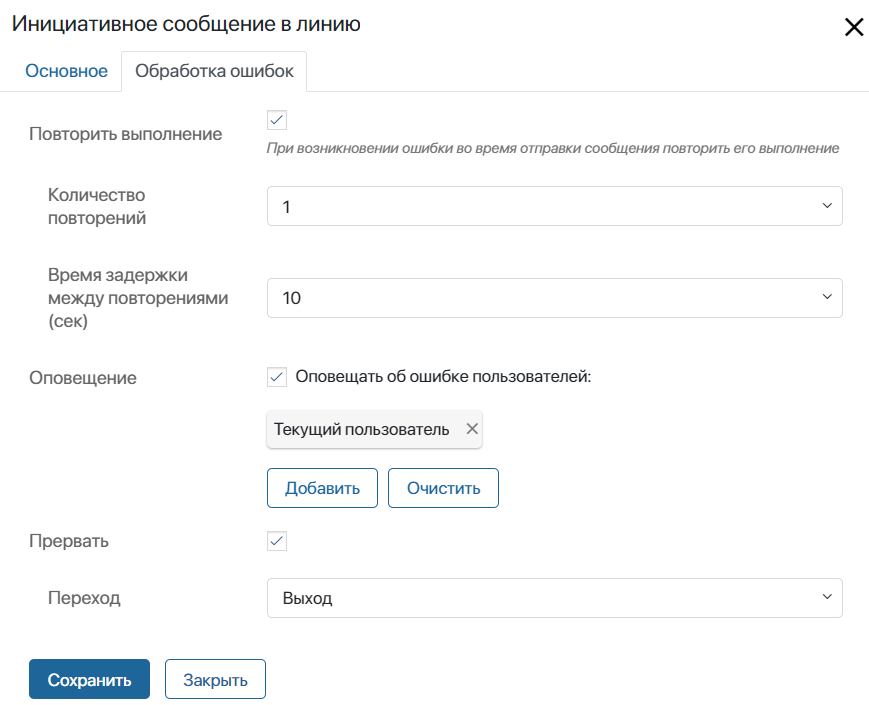 Инициативное сообщение в линию
Основное
Обработка ошибок
Повторить выполнение
При возникновении ошибки во время отправки сообщения повторить его выполнение
Количество
повторений
1
Время задержки
между повторениями
(сек)
10
Оповещение
Оповещать об ошибке пользователей:
Текущий пользователь
Добавить
Очистить
Прервать
Переход
Выход
Сохранить
Закрыть